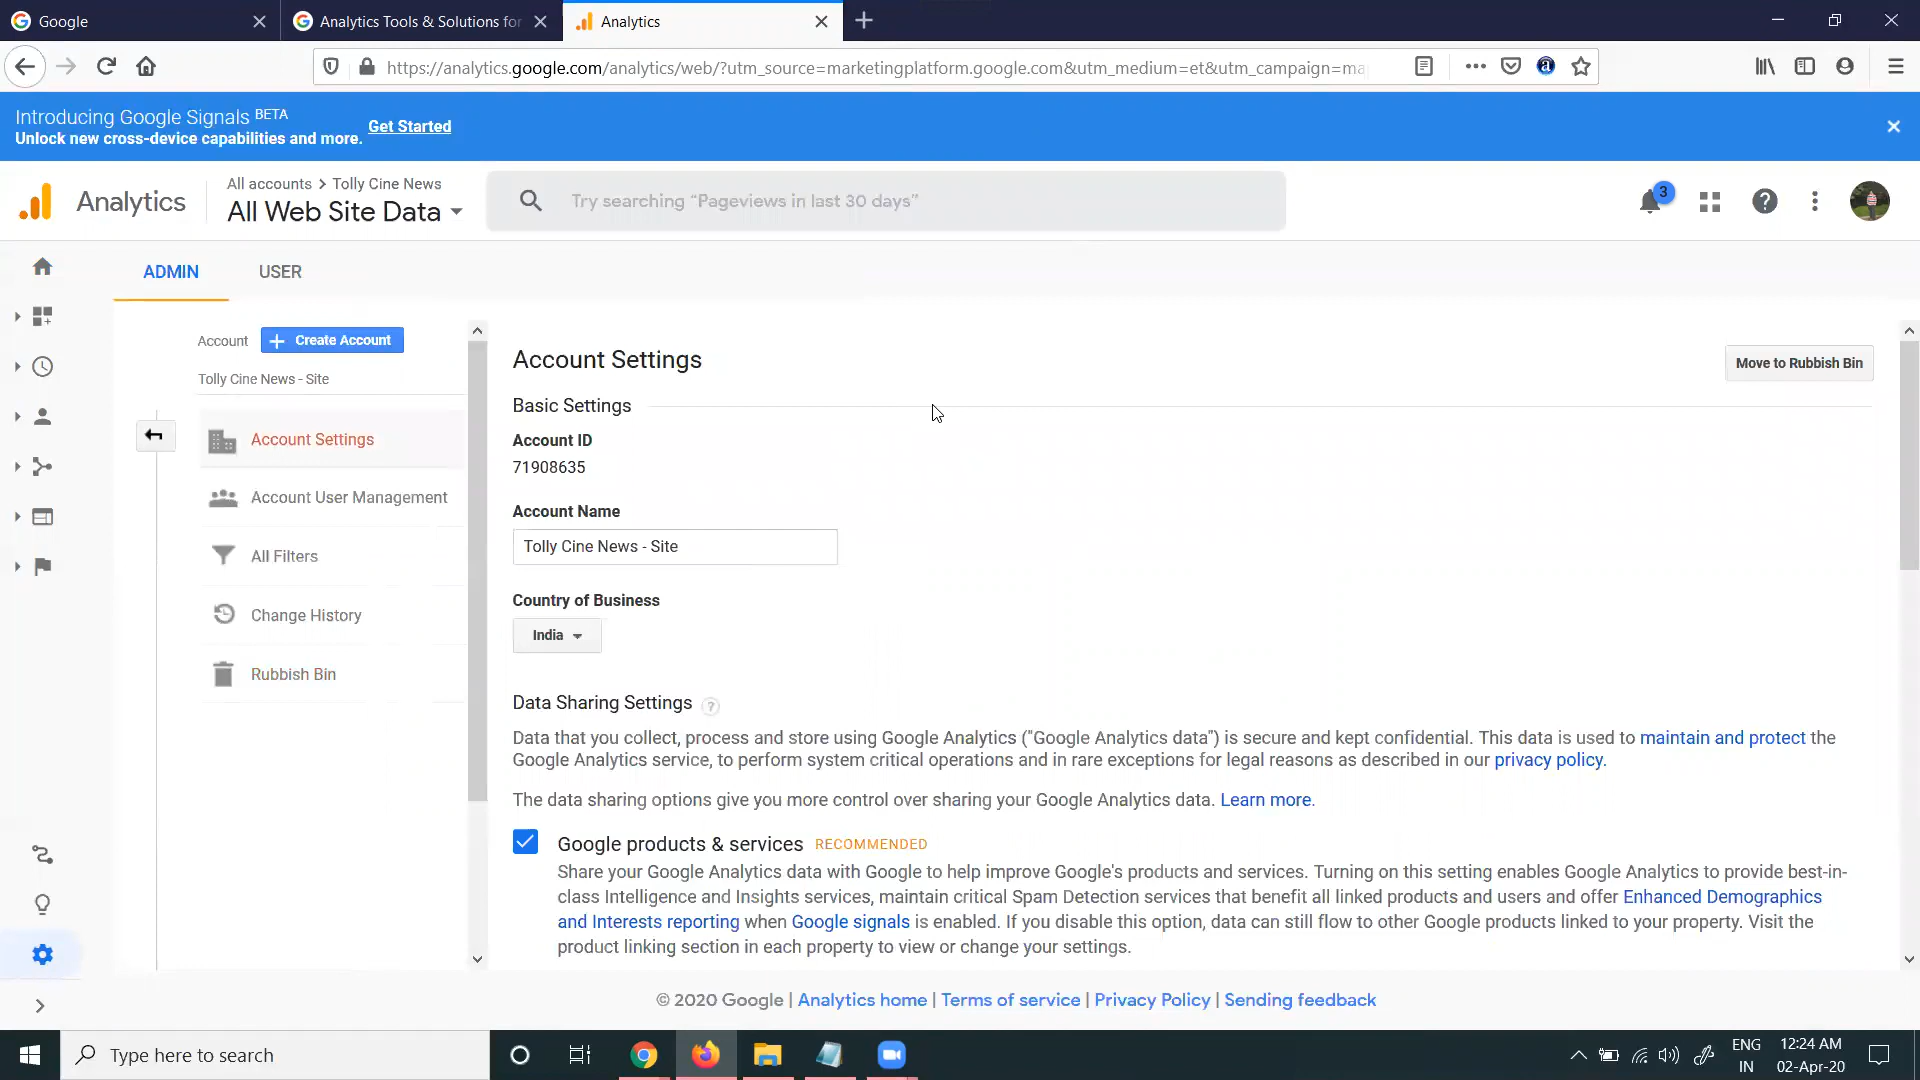 Google
Analytics Tools & Solutions for
Analytics
https://analytics.google.com/analytics/web/?utm_source=marketingplatform.google.com&utm_medium=et&utm_campaign=ma
Introducing Google Signals BETA
Unlock new cross-device capabilities and more.
Get Started
Analytics
All accounts > Tolly Cine News
All Web Site Data
Try searching “Pageviews in last 30 days”
3
ADMIN
USER
Account
Create Account
Tolly Cine News - Site
Account Settings
Account User Management
All Filters
Change History
Rubbish Bin
Account Settings
Move to Rubbish Bin
Basic Settings
Account ID
71908635
Account Name
Tolly Cine News - Site
Country of Business
India
Data Sharing Settings ?
Data that you collect, process and store using Google Analytics ("Google Analytics data") is secure and kept confidential. This data is used to maintain and protect the
Google Analytics service, to perform system critical operations and in rare exceptions for legal reasons as described in our privacy policy.
The data sharing options give you more control over sharing your Google Analytics data. Learn more.
Google products & services RECOMMENDED
Share your Google Analytics data with Google to help improve Google's products and services. Turning on this setting enables Google Analytics to provide best-in-
class Intelligence and Insights services, maintain critical Spam Detection services that benefit all linked products and users and offer Enhanced Demographics
and Interests reporting when Google signals is enabled. If you disable this option, data can still flow to other Google products linked to your property. Visit the
product linking section in each property to view or change your settings.
© 2020 Google | Analytics home | Terms of service | Privacy Policy | Sending feedback
Type here to search
ENG
IN
12:24 AM
02-Apr-20